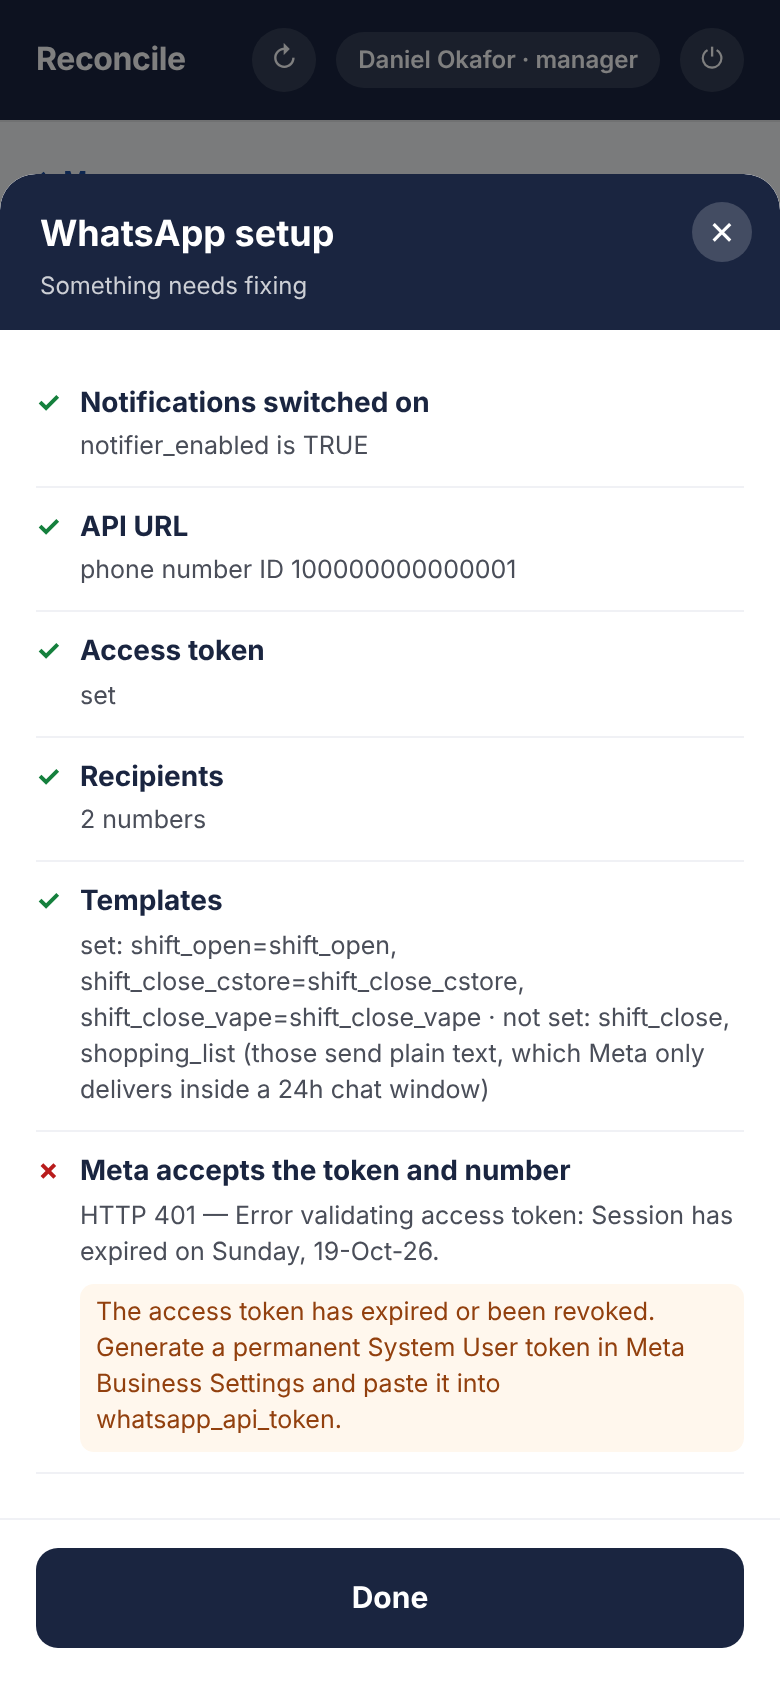 Reconcile
Daniel Okafor · manager
WhatsApp setup
Something needs fixing
Notifications switched on
notifier_enabled is TRUE
API URL
phone number ID 100000000000001
Access token
set
Recipients
2 numbers
Templates
set: shift_open=shift_open,
shift_close_cstore=shift_close_cstore,
shift_close_vape=shift_close_vape · not set: shift_close,
shopping_list (those send plain text, which Meta only
delivers inside a 24h chat window)
Meta accepts the token and number
HTTP 401 — Error validating access token: Session has
expired on Sunday, 19-Oct-26.
The access token has expired or been revoked.
Generate a permanent System User token in Meta
Business Settings and paste it into
whatsapp_api_token.
Done